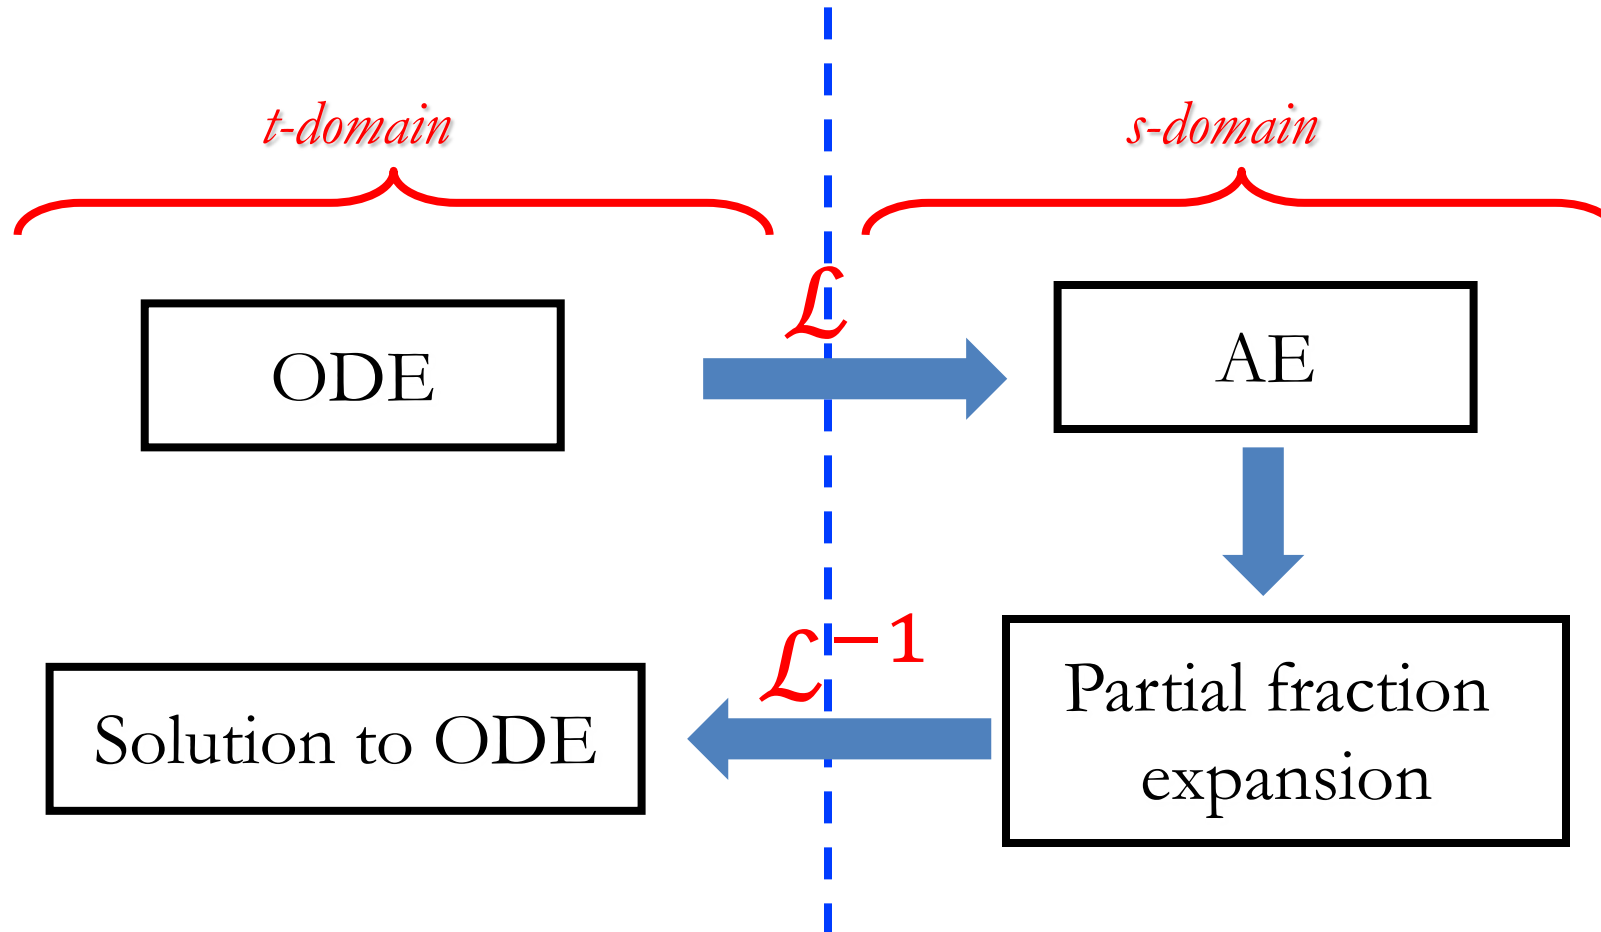 t-domain
s-domain
ℒ
ODE
AE
ℒ⁻¹
Partial fraction
expansion
Solution to ODE